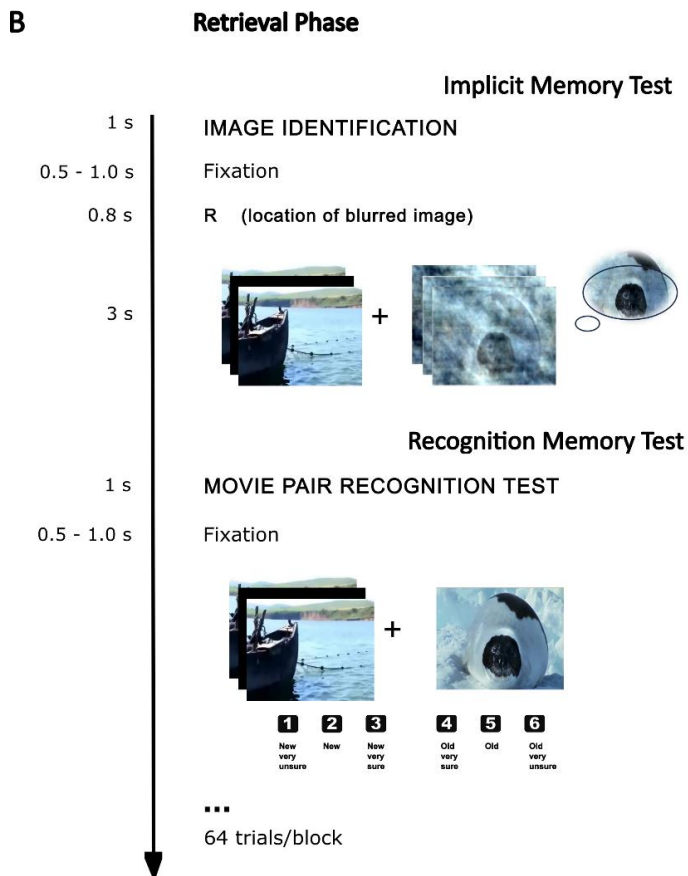 B Retrieval Phase
Implicit Memory Test
1 s IMAGE IDENTIFICATION
0.5 - 1.0 s Fixation
0.8 s R (location of blurred image)
3 s +
Recognition Memory Test
1 s MOVIE PAIR RECOGNITION TEST
0.5 - 1.0 s Fixation
+
1 2 3 4 5 6
New very unsure
New
New very sure
Old very sure
Old
Old very unsure
...
64 trials/block